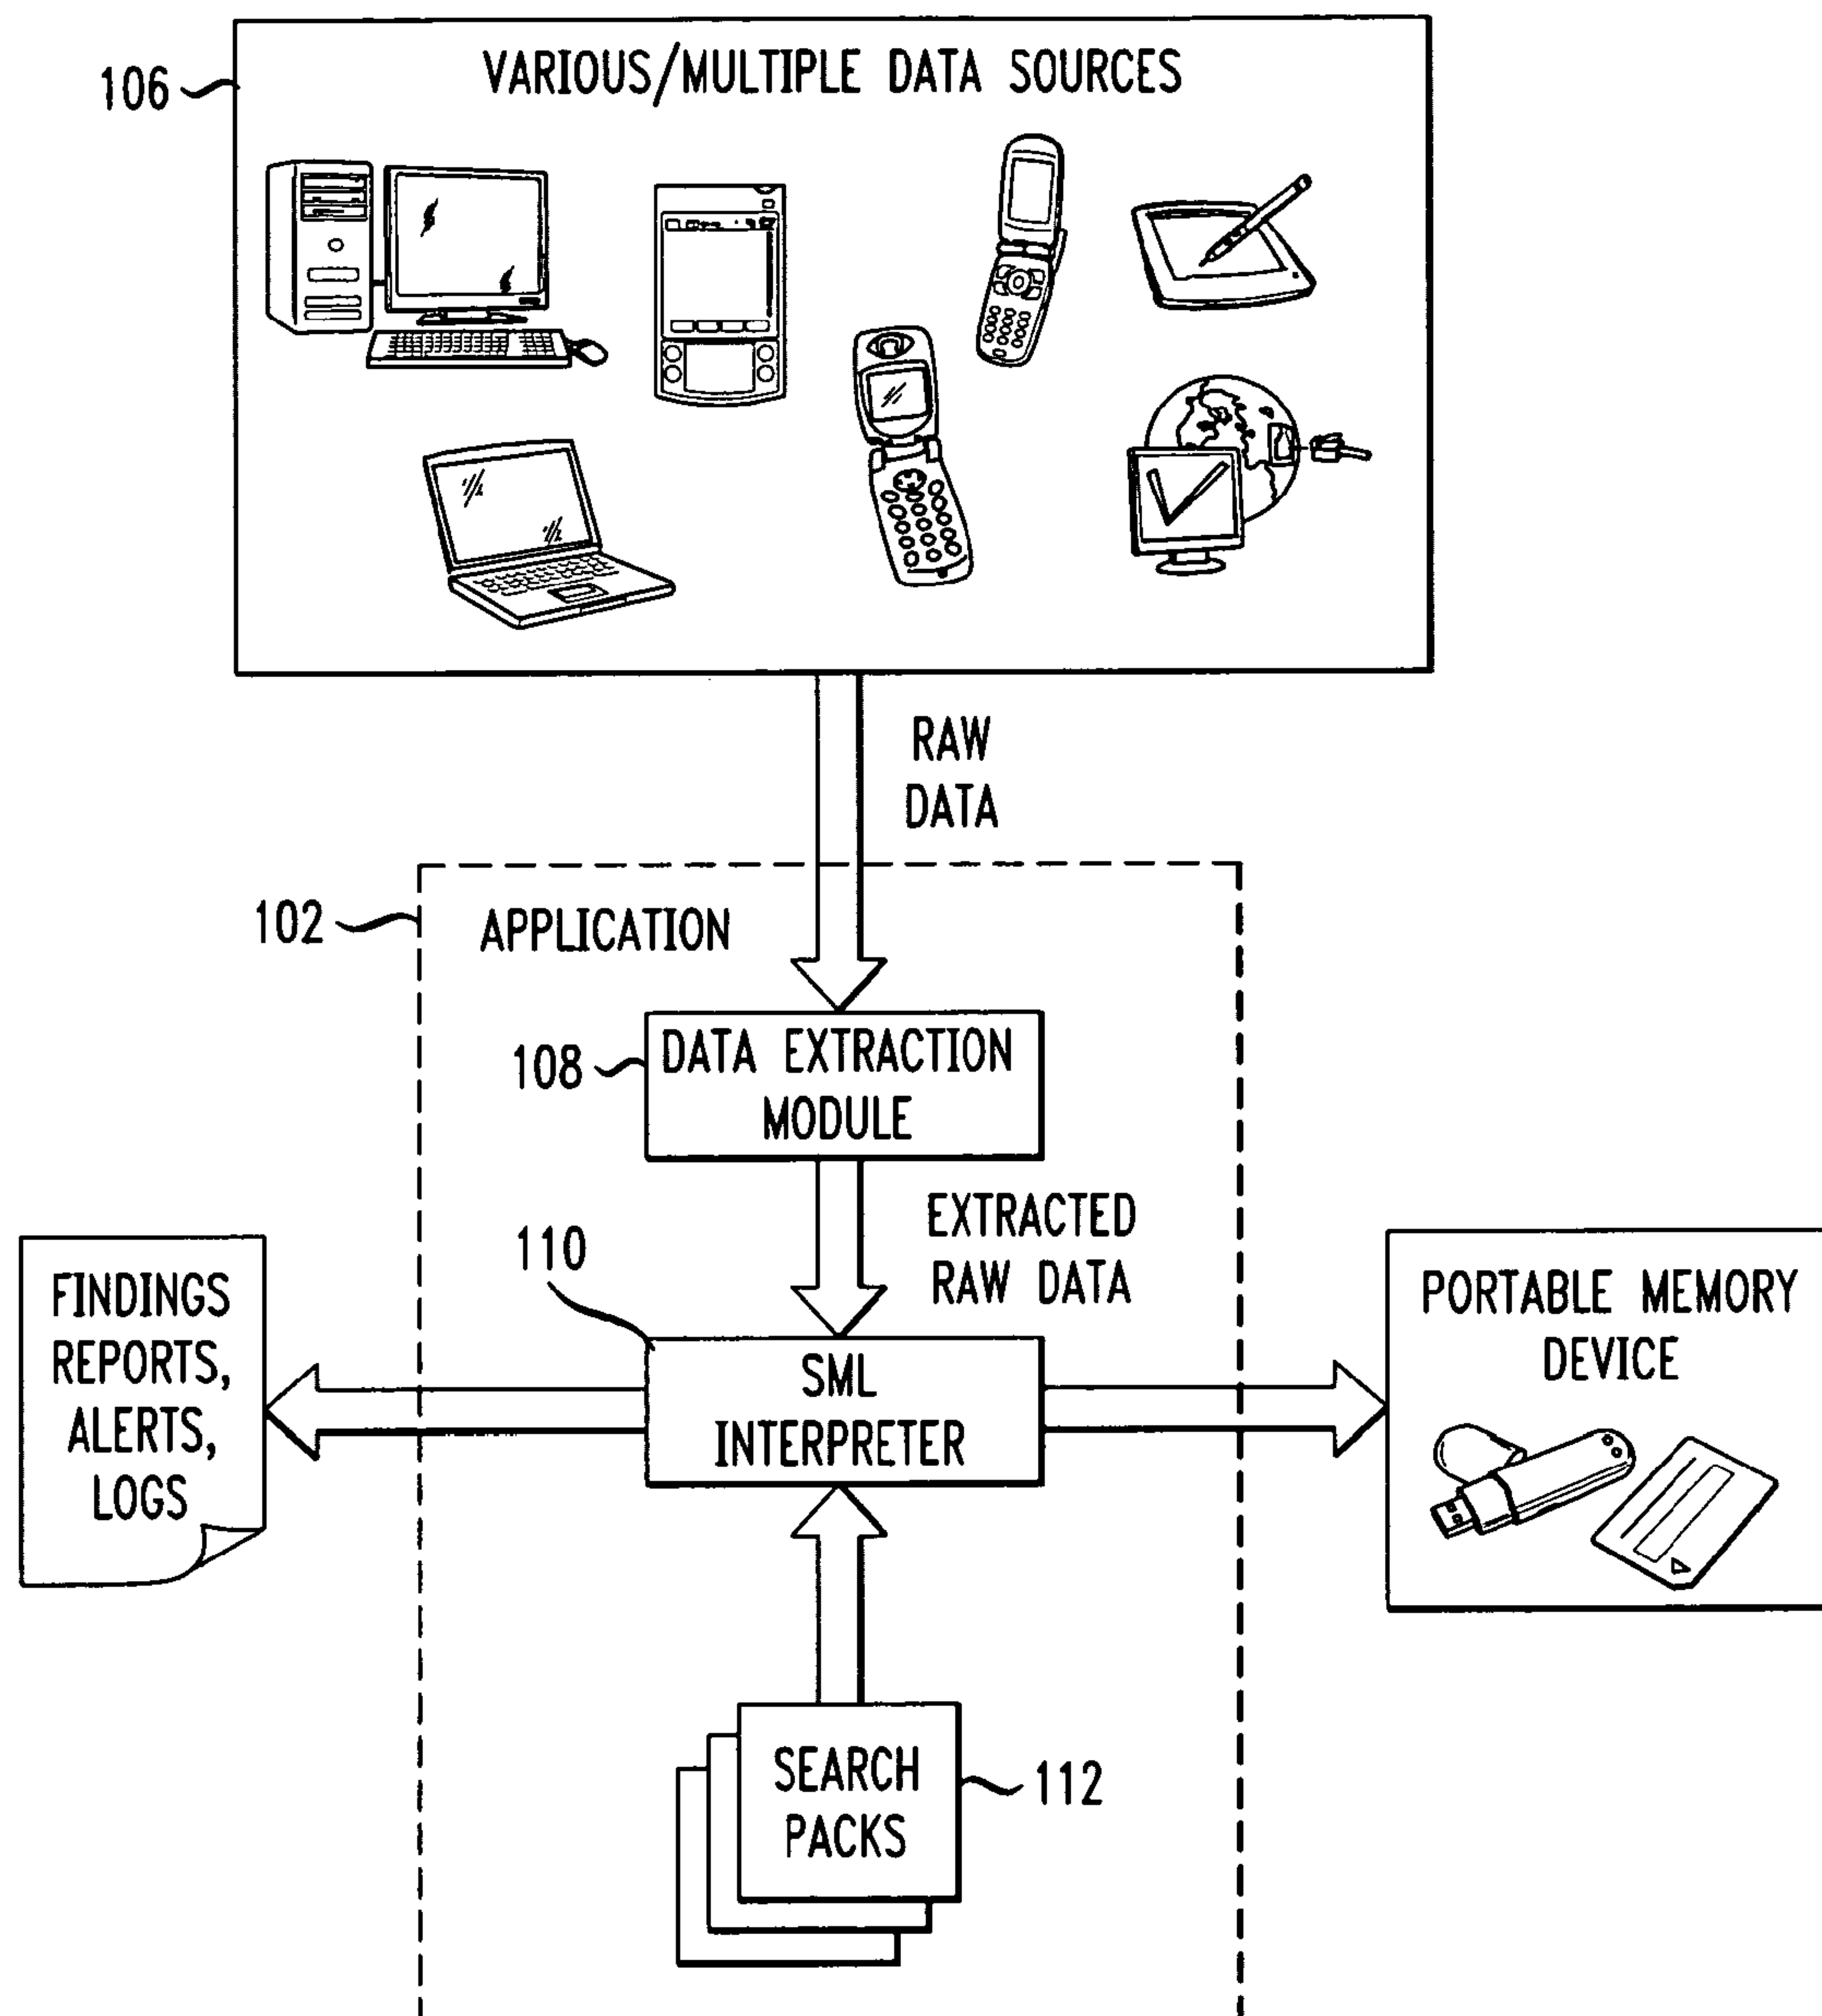 106
VARIOUS/MULTIPLE DATA SOURCES
RAW
DATA
102
APPLICATION
108
DATA EXTRACTION
MODULE
110
EXTRACTED
RAW DATA
FINDINGS
REPORTS,
ALERTS,
LOGS
SML
INTERPRETER
PORTABLE MEMORY
DEVICE
SEARCH
PACKS
112